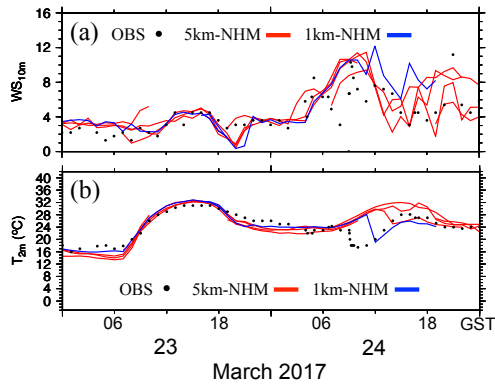 (a) OBS 5km-NHM 1km-NHM
WS10m
16
12
8
4
0
(b)
T2m (ºC)
40
36
32
28
24
20
16
12
8
4
0
OBS 5km-NHM 1km-NHM
06 18 06 18 GST
23 24
March 2017